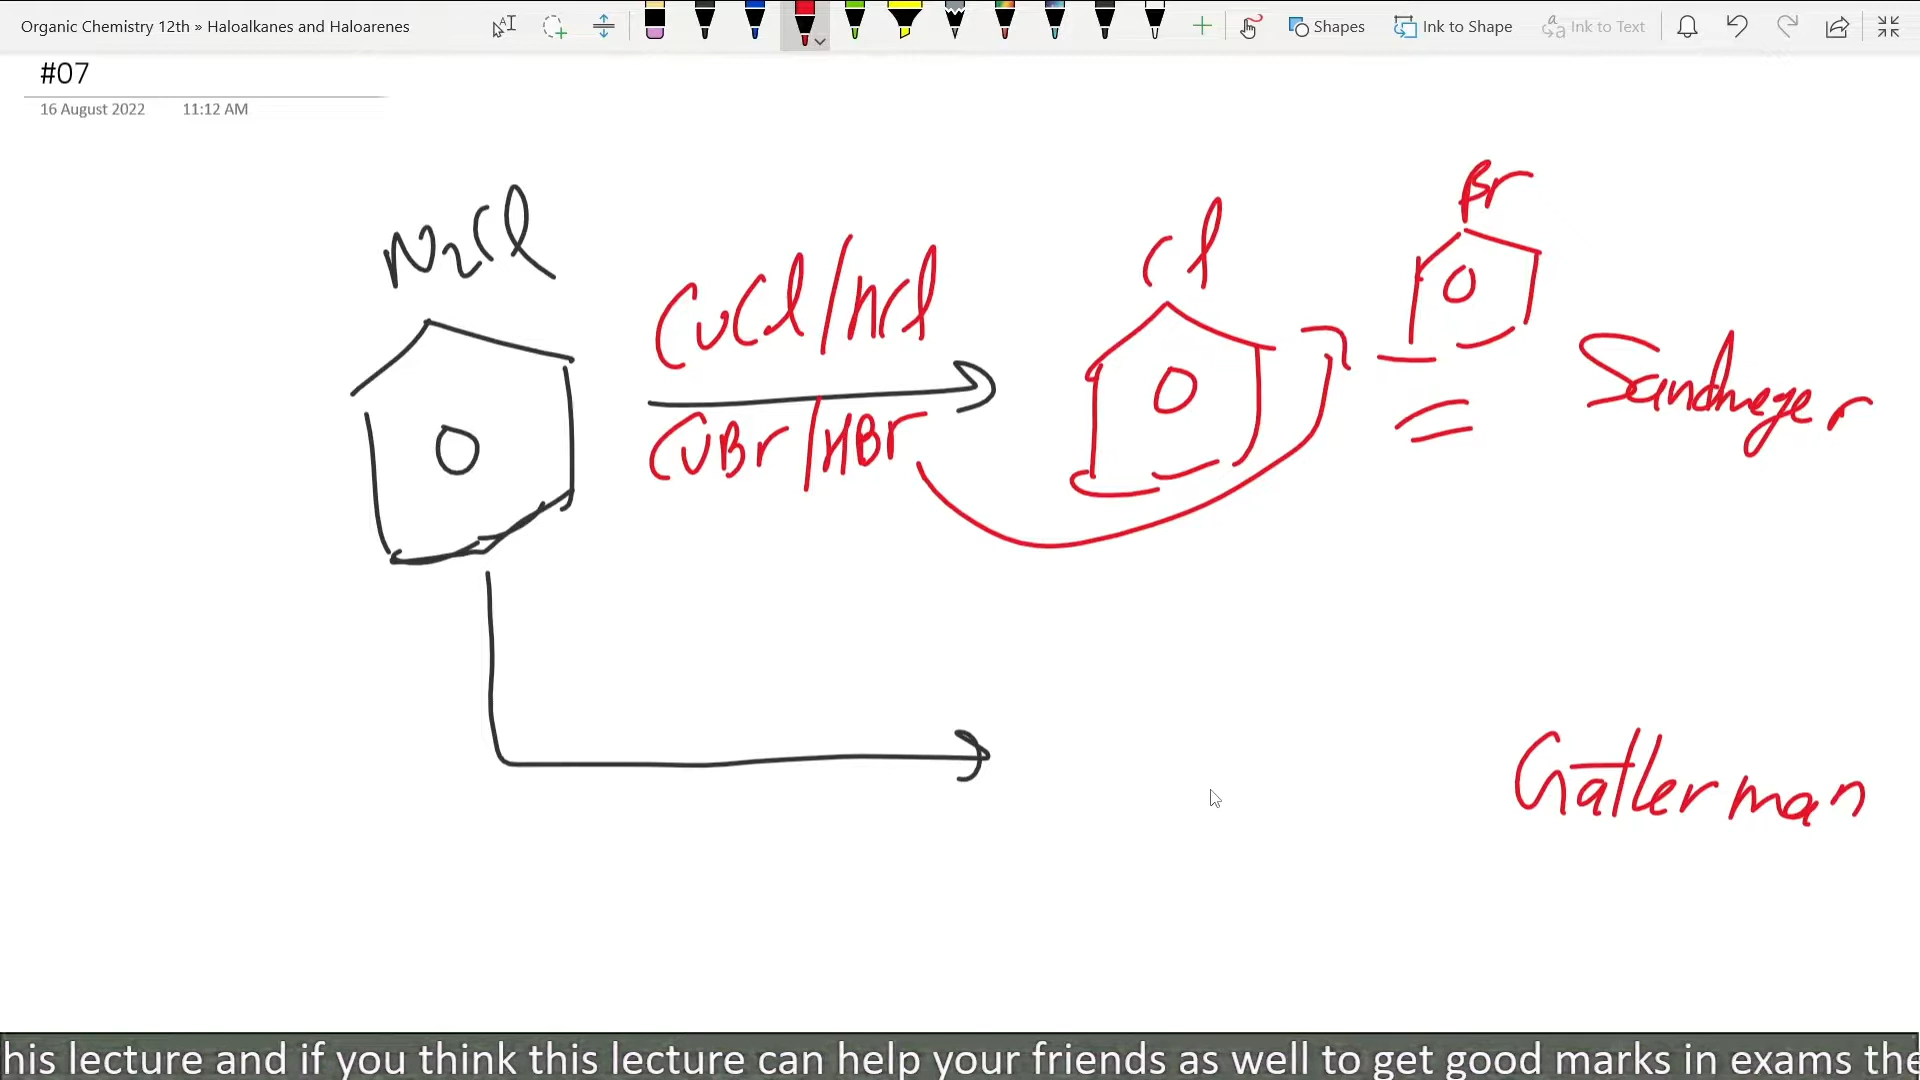 Organic Chemistry 12th » Haloalkanes and Haloarenes
Shapes
Ink to Shape
Ink to Text
#07
16 August 2022 11:12 AM
N2Cl
CuCl/HCl
CuBr/HBr
Cl
Br
Sandmeyer
Gatterman
his lecture and if you think this lecture can help your friends as well to get good marks in exams the